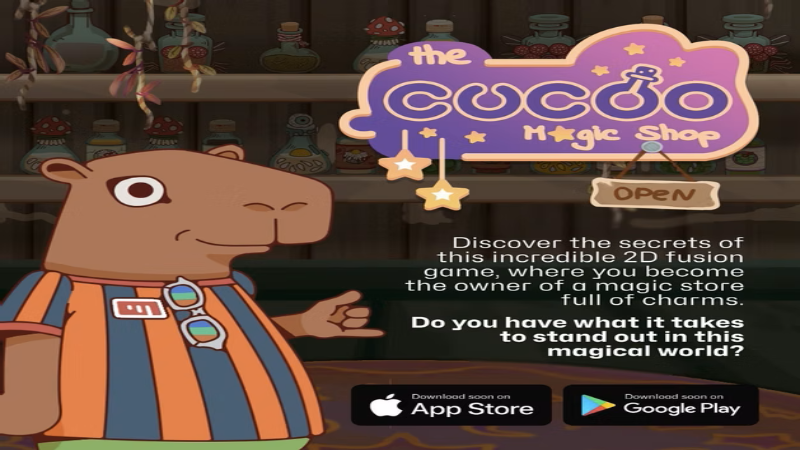 the
CUCOO
Magic Shop
OPEN
Discover the secrets of
this incredible 2D fusion
game, where you become
the owner of a magic store
full of charms.
Do you have what it takes
to stand out in this
magical world?
Download soon on
App Store
Download soon on
Google Play